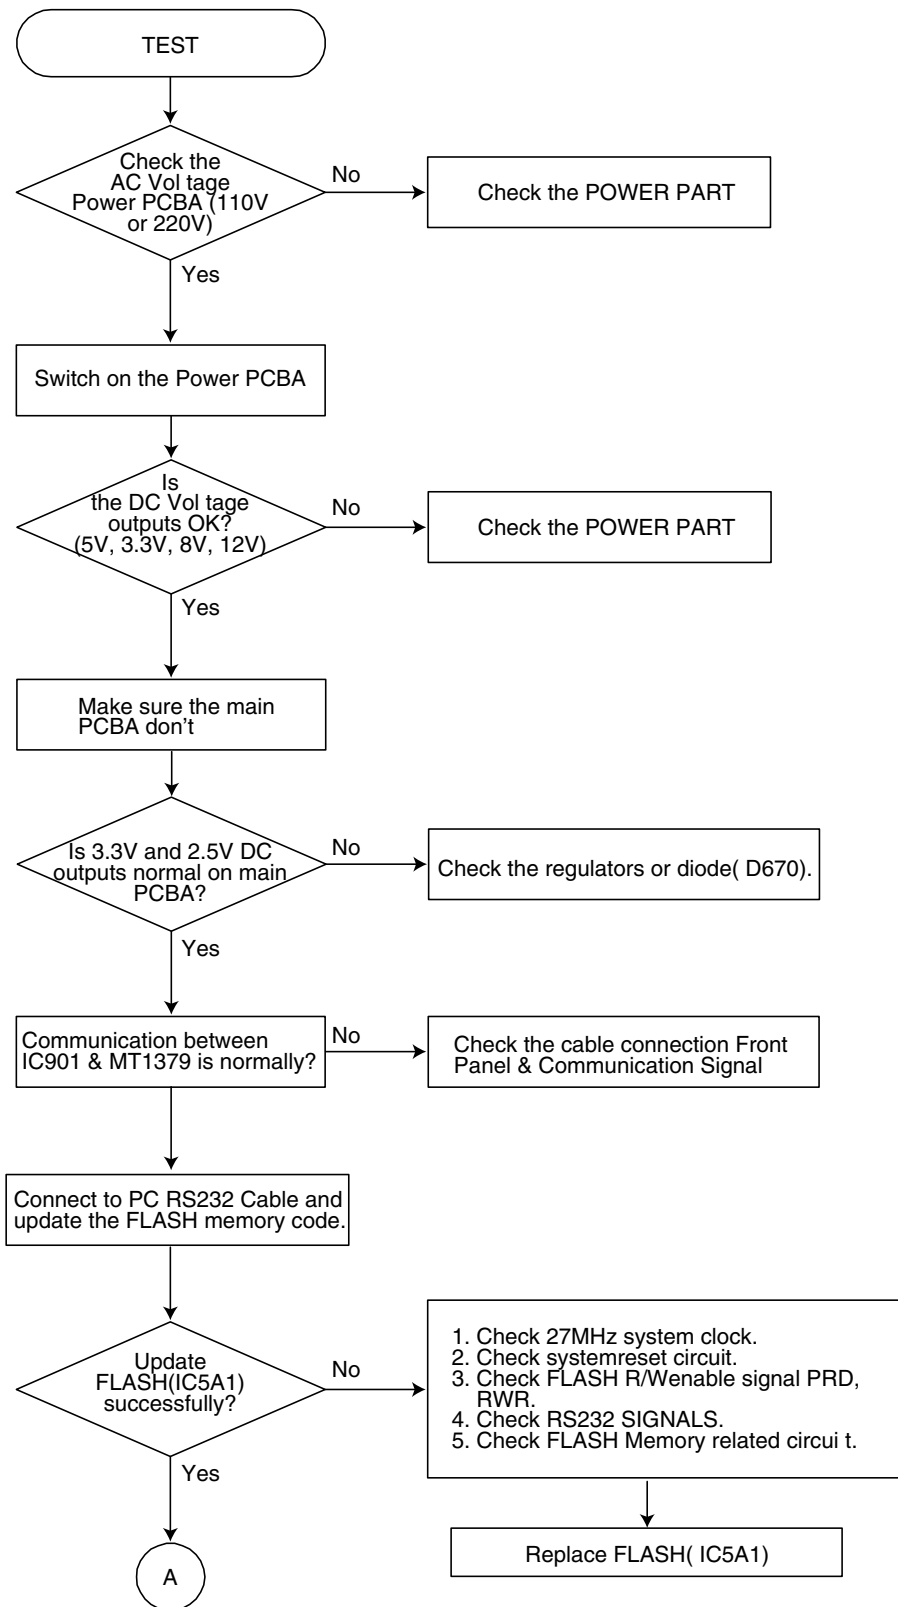 TEST
Check the
AC Vol tage
Power PCBA (110V
or 220V)
No
Check the POWER PART
Yes
Switch on the Power PCBA
Is
the DC Vol tage
outputs OK?
(5V, 3.3V, 8V, 12V)
No
Check the POWER PART
Yes
Make sure the main
PCBA don't
Is 3.3V and 2.5V DC
outputs normal on main
PCBA?
No
Check the regulators or diode( D670).
Yes
Communication between
IC901 & MT1379 is normally?
No
Check the cable connection Front
Panel & Communication Signal
Connect to PC RS232 Cable and
update the FLASH memory code.
Update
FLASH(IC5A1)
successfully?
No
1. Check 27MHz system clock.
2. Check systemreset circuit.
3. Check FLASH R/Wenable signal PRD,
RWR.
4. Check RS232 SIGNALS.
5. Check FLASH Memory related circui t.
Yes
Replace FLASH( IC5A1)
A